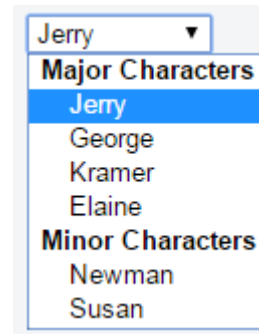 Jerry
Major Characters
Jerry
George
Kramer
Elaine
Minor Characters
Newman
Susan